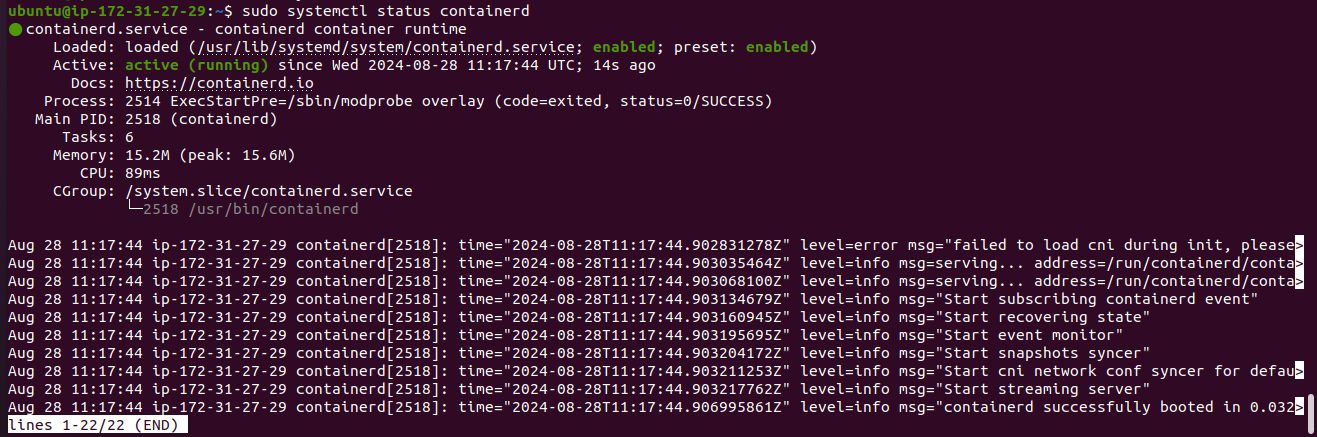 ubuntu@ip-172-31-27-29:~$ sudo systemctl status containerd
● containerd.service - containerd container runtime
     Loaded: loaded (/usr/lib/systemd/system/containerd.service; enabled; preset: enabled)
     Active: active (running) since Wed 2024-08-28 11:17:44 UTC; 14s ago
       Docs: https://containerd.io
    Process: 2514 ExecStartPre=/sbin/modprobe overlay (code=exited, status=0/SUCCESS)
   Main PID: 2518 (containerd)
      Tasks: 6
     Memory: 15.2M (peak: 15.6M)
        CPU: 89ms
     CGroup: /system.slice/containerd.service
             └─2518 /usr/bin/containerd
Aug 28 11:17:44 ip-172-31-27-29 containerd[2518]: time="2024-08-28T11:17:44.902831278Z" level=error msg="failed to load cni during init, please>
Aug 28 11:17:44 ip-172-31-27-29 containerd[2518]: time="2024-08-28T11:17:44.903035464Z" level=info msg=serving... address=/run/containerd/conta>
Aug 28 11:17:44 ip-172-31-27-29 containerd[2518]: time="2024-08-28T11:17:44.903068100Z" level=info msg=serving... address=/run/containerd/conta>
Aug 28 11:17:44 ip-172-31-27-29 containerd[2518]: time="2024-08-28T11:17:44.903134679Z" level=info msg="Start subscribing containerd event"
Aug 28 11:17:44 ip-172-31-27-29 containerd[2518]: time="2024-08-28T11:17:44.903160945Z" level=info msg="Start recovering state"
Aug 28 11:17:44 ip-172-31-27-29 containerd[2518]: time="2024-08-28T11:17:44.903195695Z" level=info msg="Start event monitor"
Aug 28 11:17:44 ip-172-31-27-29 containerd[2518]: time="2024-08-28T11:17:44.903204172Z" level=info msg="Start snapshots syncer"
Aug 28 11:17:44 ip-172-31-27-29 containerd[2518]: time="2024-08-28T11:17:44.903211253Z" level=info msg="Start cni network conf syncer for defau>
Aug 28 11:17:44 ip-172-31-27-29 containerd[2518]: time="2024-08-28T11:17:44.903217762Z" level=info msg="Start streaming server"
Aug 28 11:17:44 ip-172-31-27-29 containerd[2518]: time="2024-08-28T11:17:44.906995861Z" level=info msg="containerd successfully booted in 0.032>
lines 1-22/22 (END)